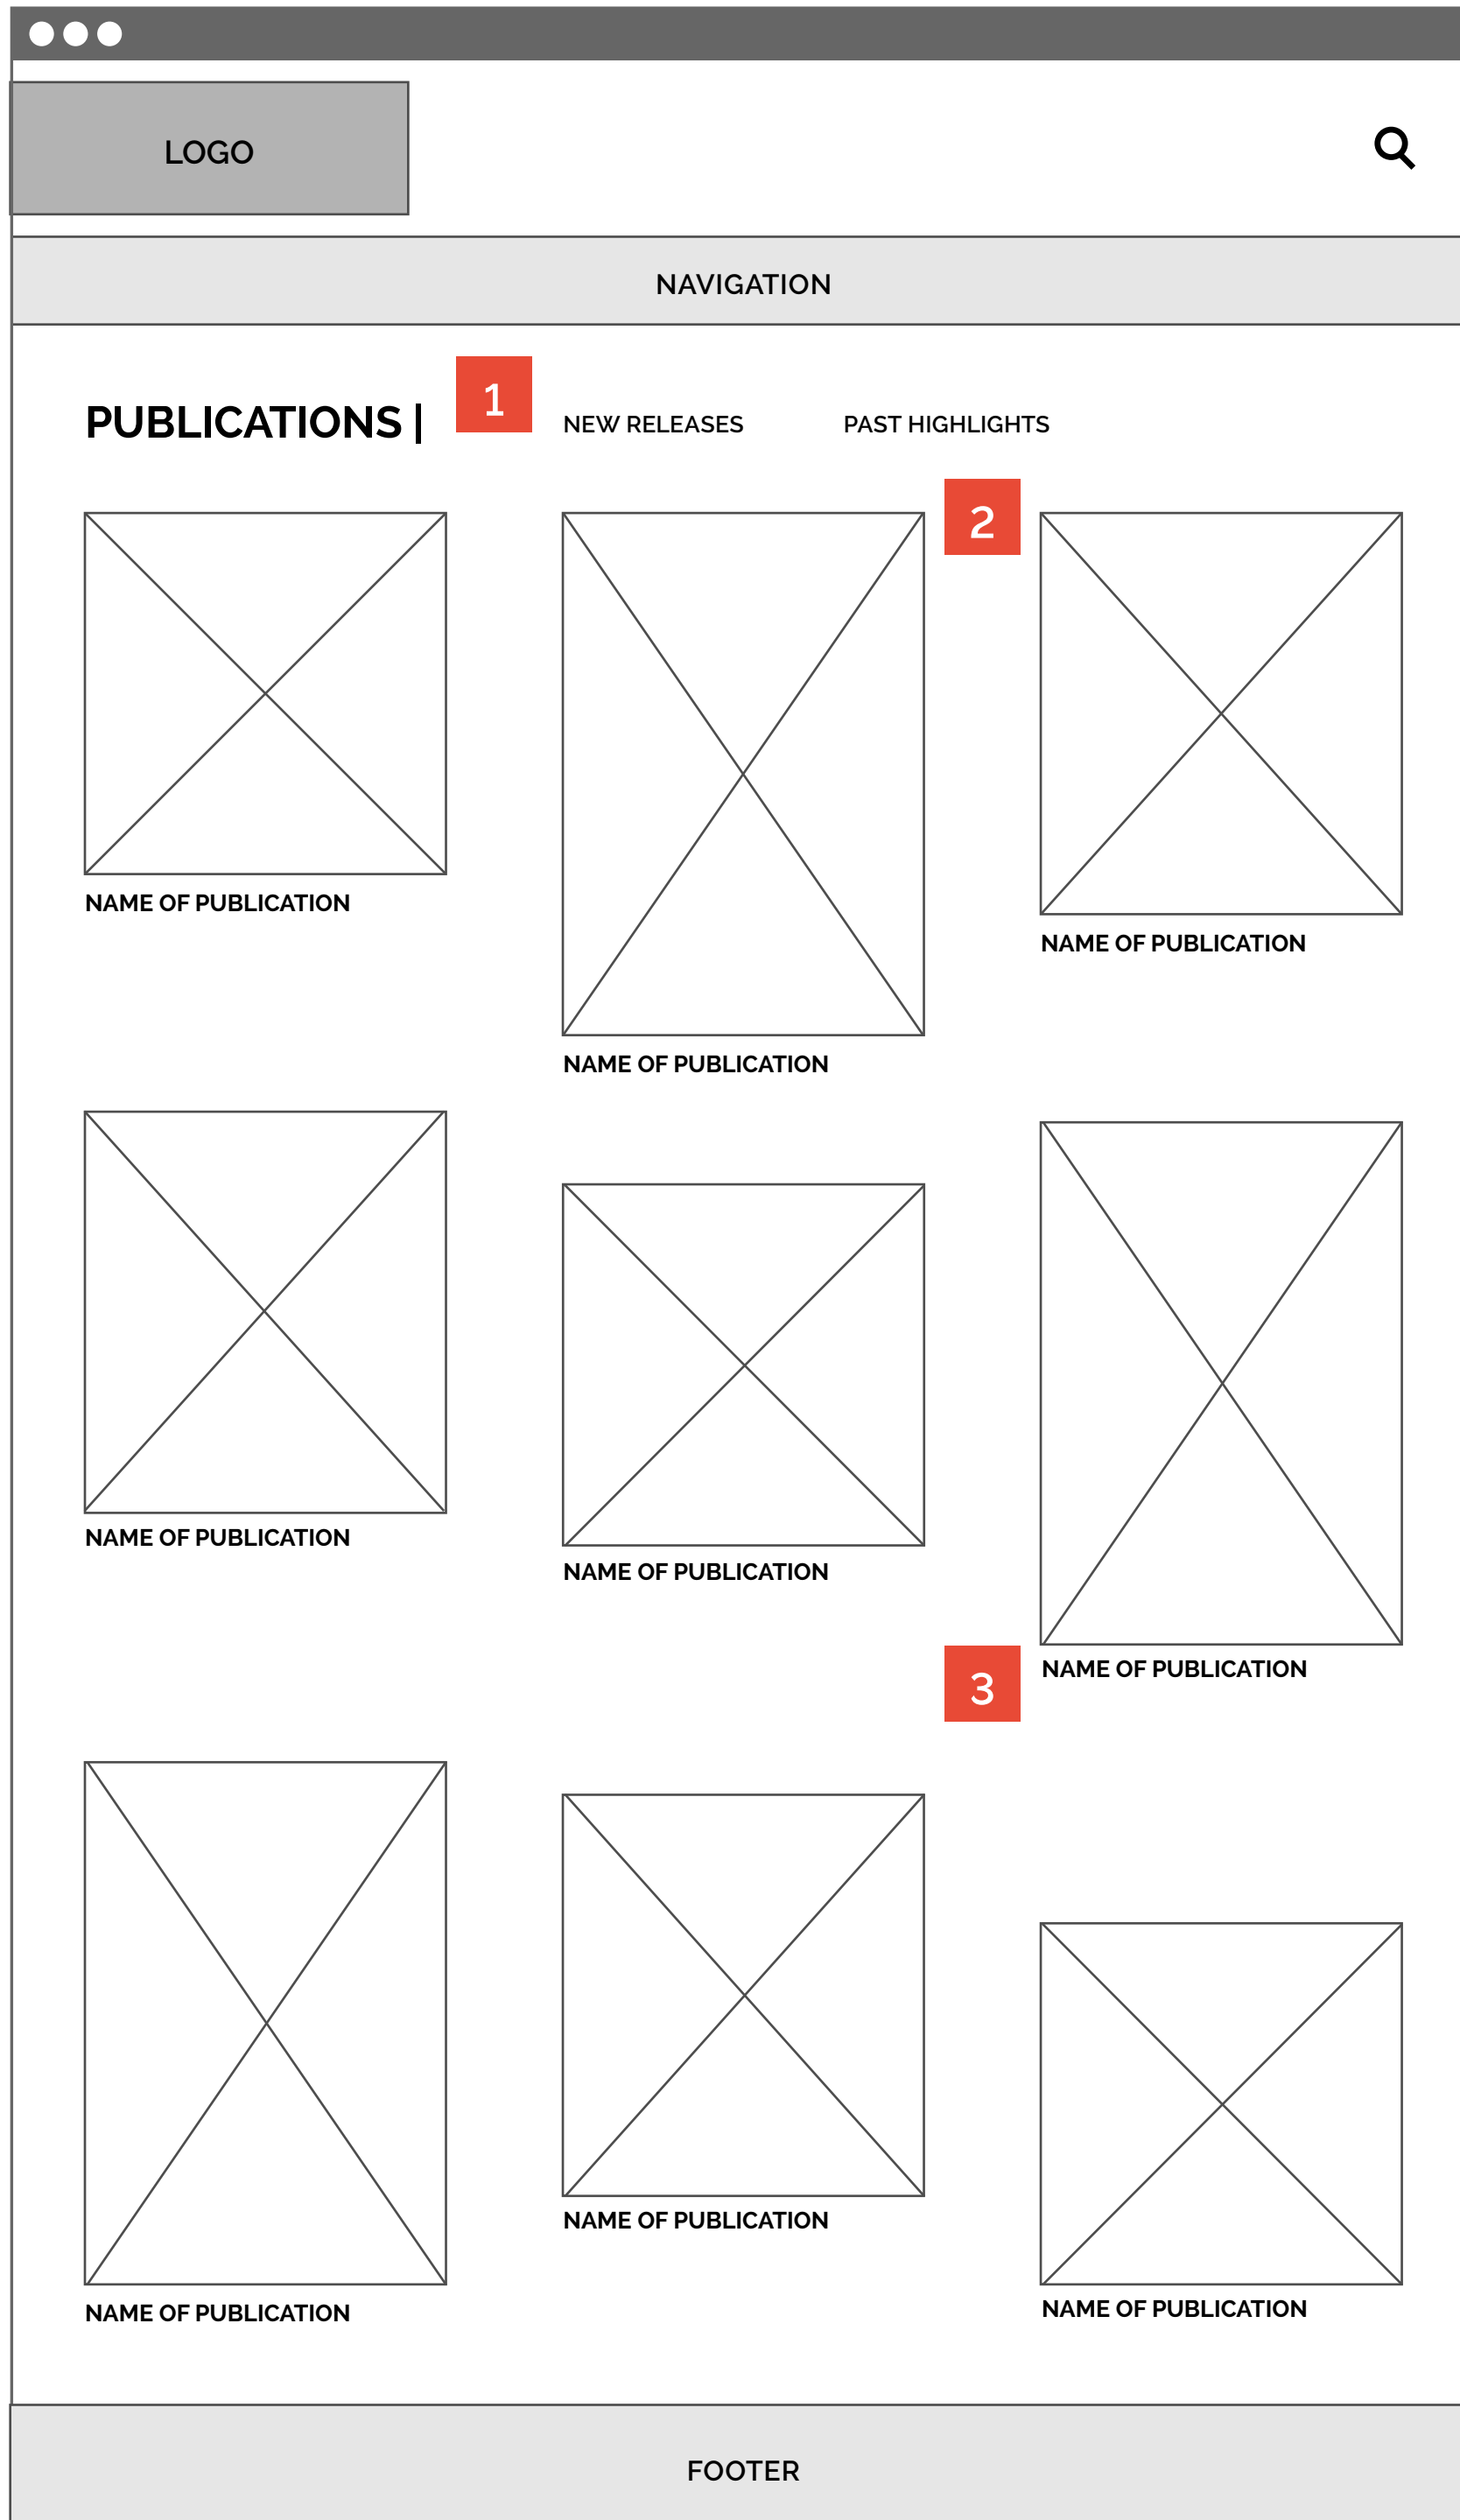 LOGO
NAVIGATION
PUBLICATIONS |
1
NEW RELEASES
PAST HIGHLIGHTS
2
NAME OF PUBLICATION
NAME OF PUBLICATION
NAME OF PUBLICATION
NAME OF PUBLICATION
NAME OF PUBLICATION
3
NAME OF PUBLICATION
NAME OF PUBLICATION
NAME OF PUBLICATION
NAME OF PUBLICATION
FOOTER